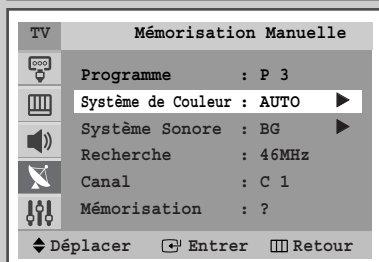 TV Mémorisation Manuelle
Programme : P 3
Système de Couleur : AUTO
Système Sonore : BG
Recherche : 46MHz
Canal : C 1
Mémorisation : ?
Déplacer Entrer Retour